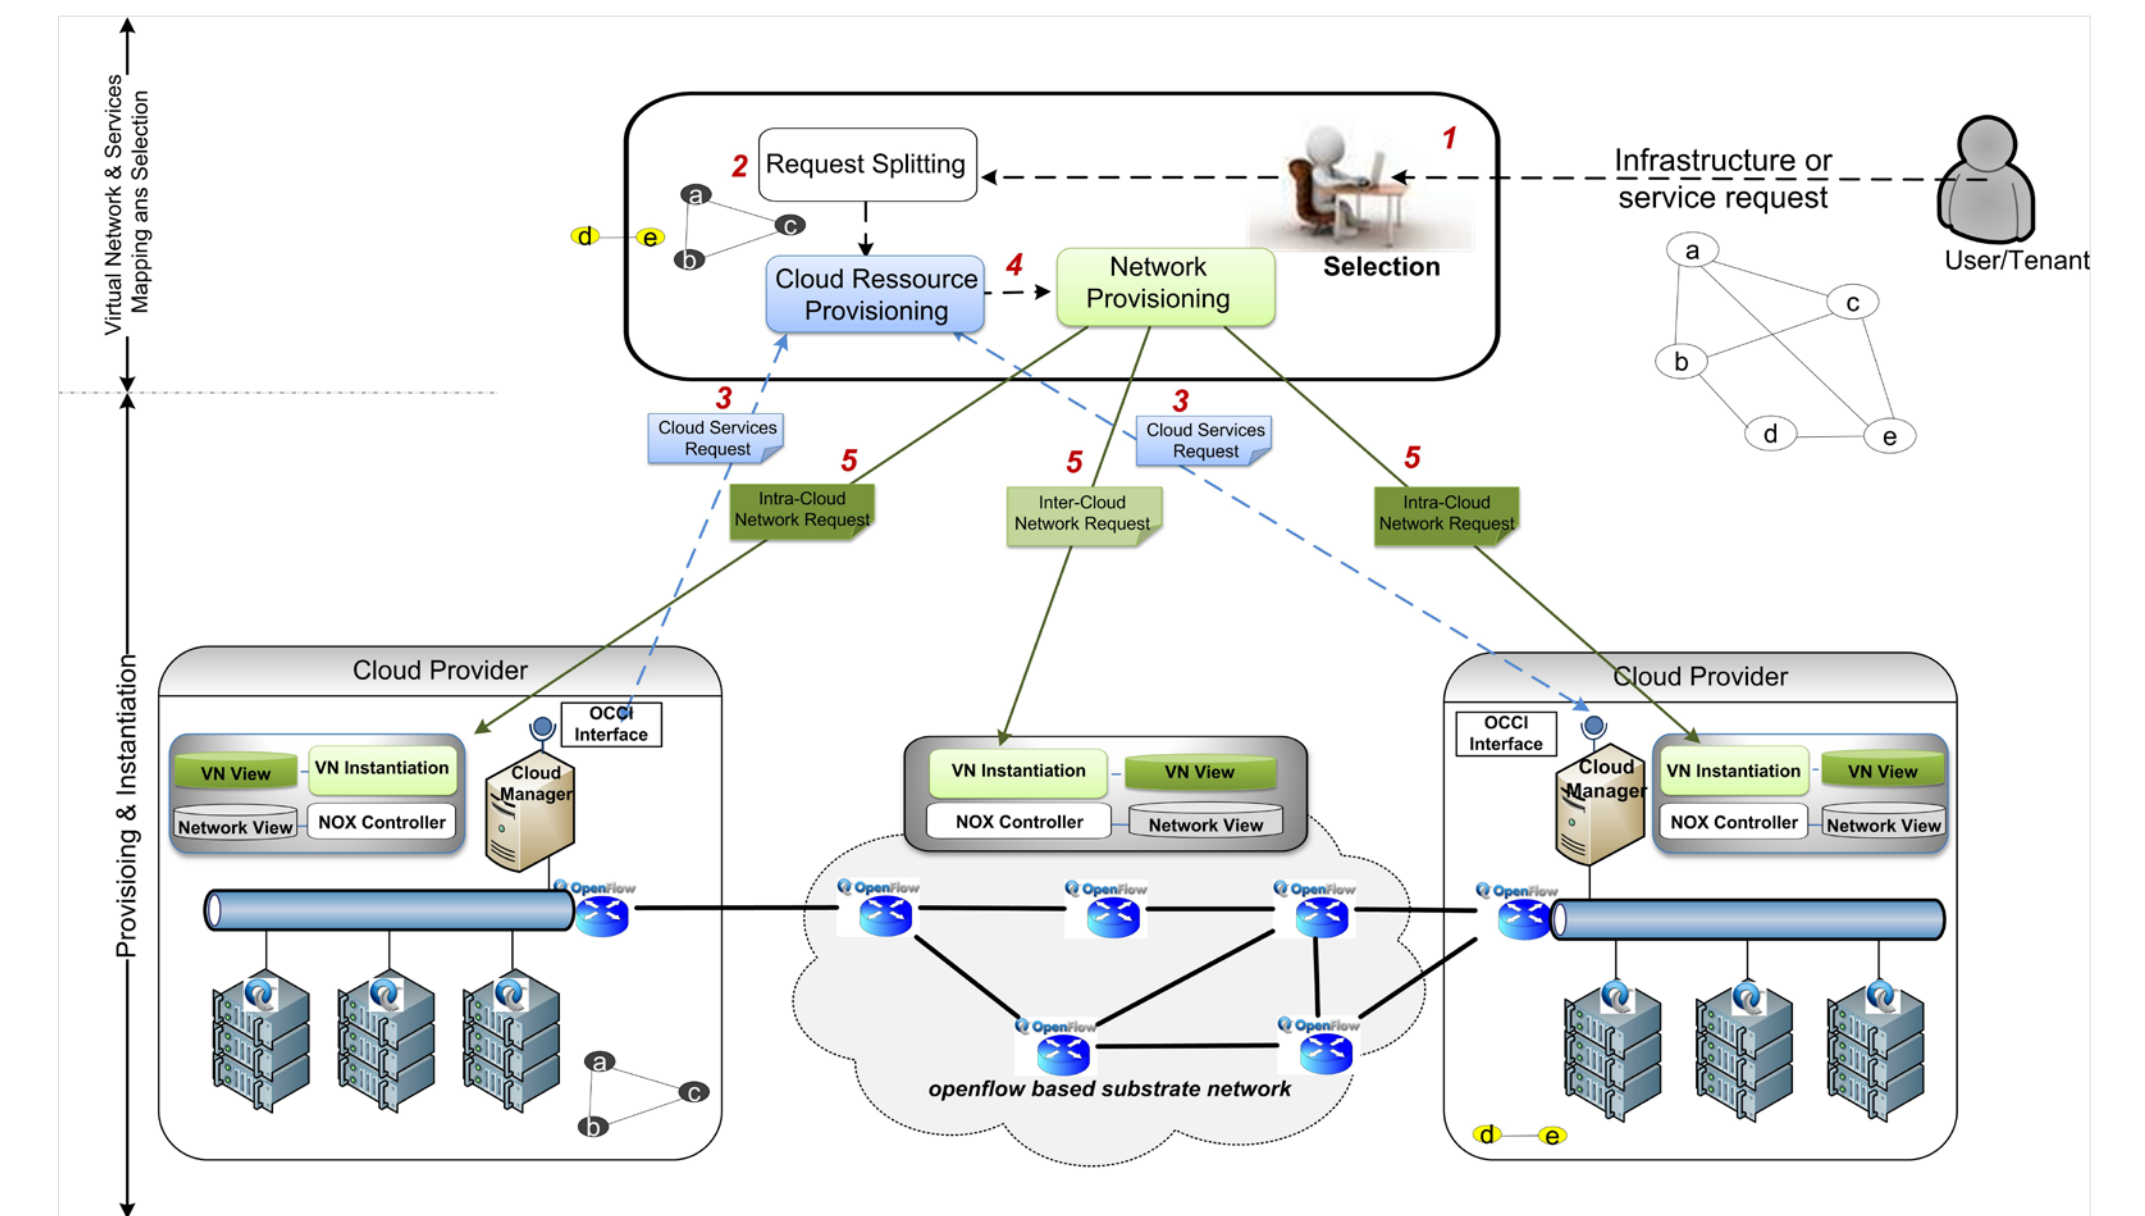 Virtual Network & Services
Mapping ans Selection
Provisioing & Instantiation
1
2
Request Splitting
a
c
b
d
e
Cloud Ressource
Provisioning
4
Network
Provisioning
Selection
Infrastructure or
service request
User/Tenant
a
c
b
d
e
3
Cloud Services
Request
3
Cloud Services
Request
5
Intra-Cloud
Network Request
5
Inter-Cloud
Network Request
5
Intra-Cloud
Network Request
Cloud Provider
OCCI
Interface
VN View
VN Instantiation
Network View
NOX Controller
Cloud
Manager
OpenFlow
a
c
b
VN Instantiation
VN View
NOX Controller
Network View
OpenFlow
OpenFlow
OpenFlow
OpenFlow
OpenFlow
openflow based substrate network
Cloud Provider
OCCI
Interface
Cloud
Manager
VN Instantiation
VN View
NOX Controller
Network View
OpenFlow
d
e